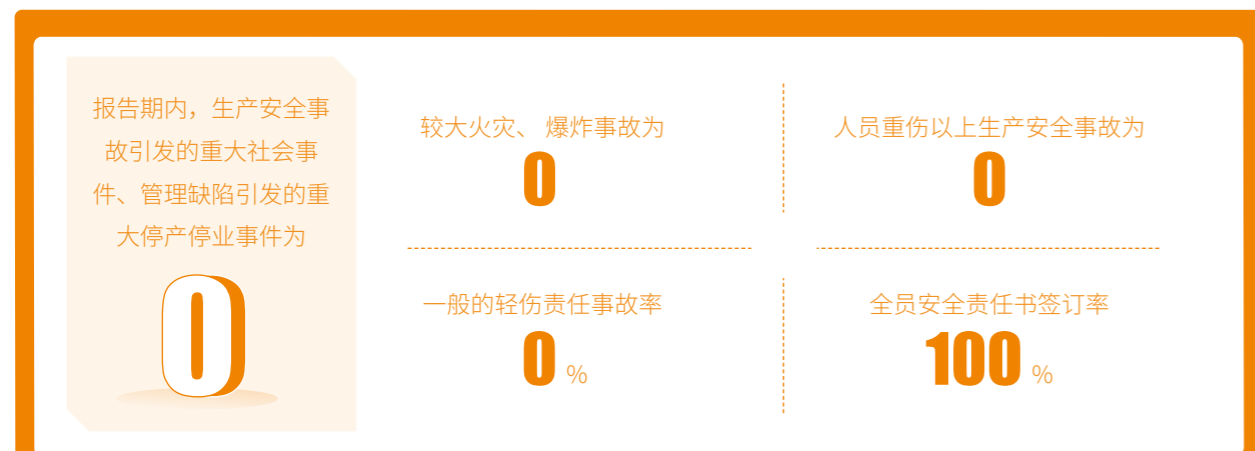 报告期内，生产安全事
故引发的重大社会事
件、管理缺陷引发的重
大停产停业事件为
0
较大火灾、 爆炸事故为
0
人员重伤以上生产安全事故为
0
一般的轻伤责任事故率
0 %
全员安全责任书签订率
100 %